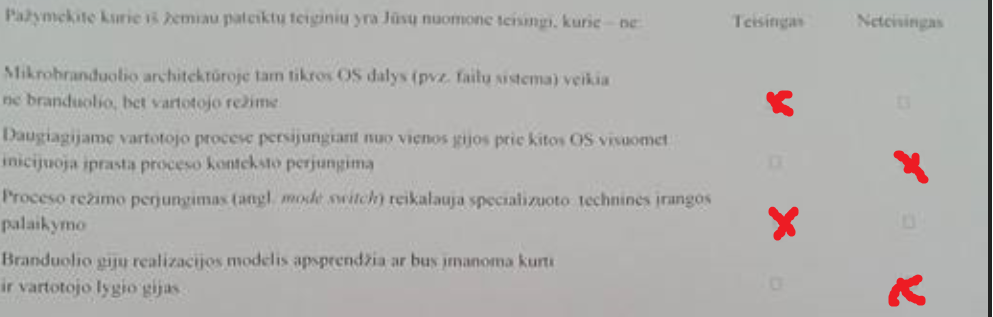 Pažymėkite kurie iš žemiau pateiktų teiginių yra Jūsų nuomone teisingi, kurie – ne: Teisingas Neteisingas
Mikrobranduolio architektūroje tam tikros OS dalys (pvz. failų sistema) veikia
ne branduolio, bet vartotojo režime
Daugiagijame vartotojo procese persijungiant nuo vienos gijos prie kitos OS visuomet
inicijuoja įprastą proceso konteksto perjungimą
Proceso režimo perjungimas (angl. mode switch) reikalauja specializuoto techninės įrangos
palaikymo
Branduolio gijų realizacijos modelis apsprendžia ar bus įmanoma kurti
ir vartotojo lygio gijas